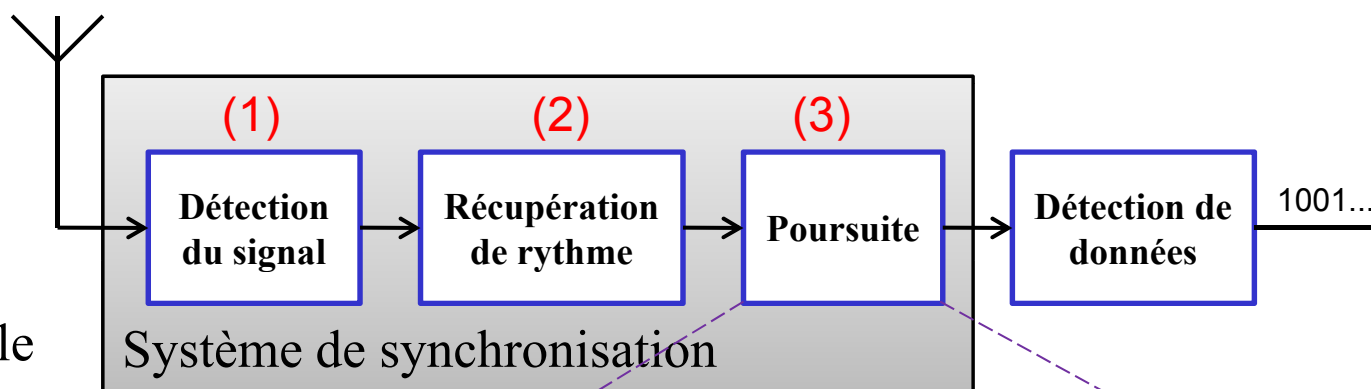 (1)
(2)
(3)
Détection
du signal
Récupération
de rythme
Poursuite
Détection de
données
1001...
le
Système de synchronisation